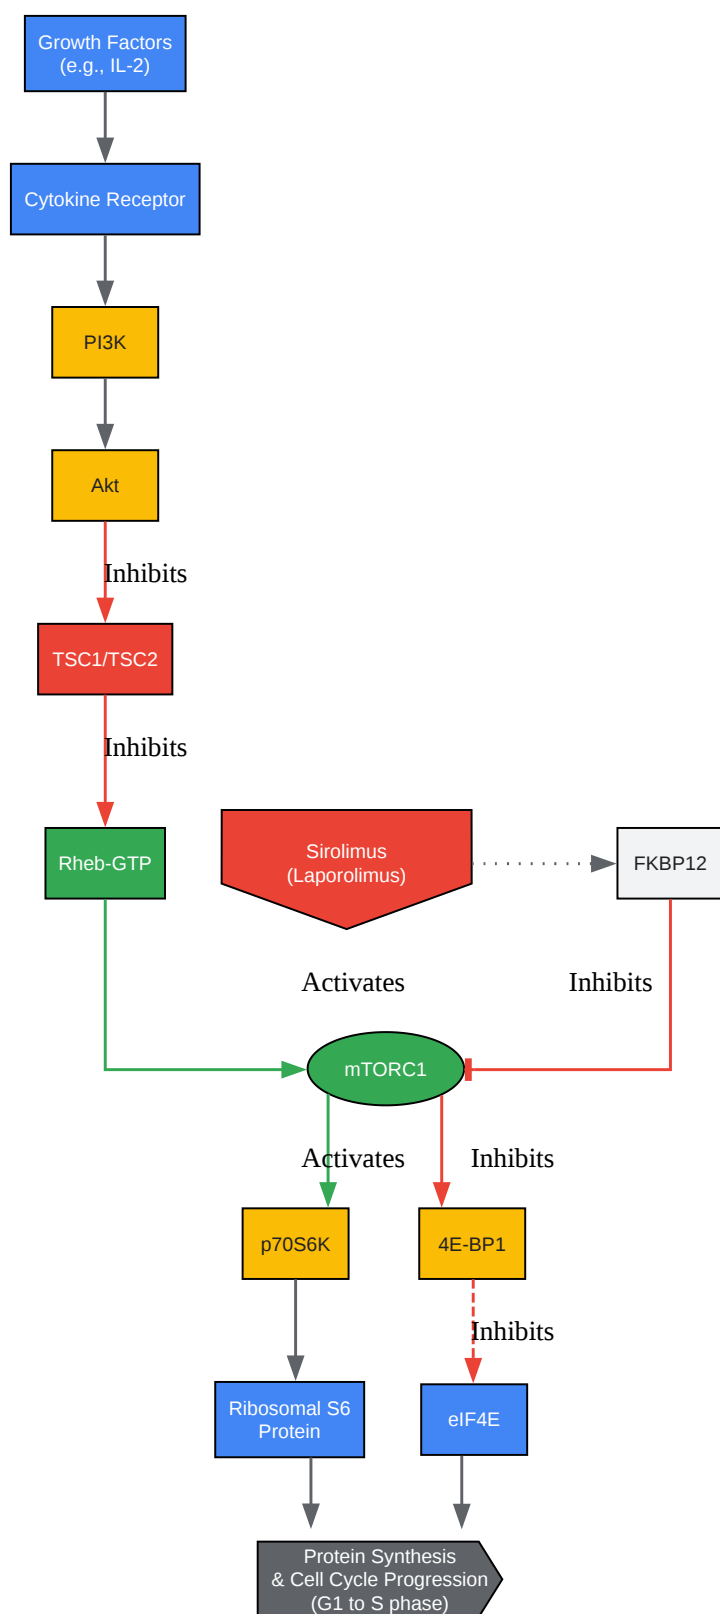 Growth Factors
(e.g., IL-2)
Cytokine Receptor
PI3K
Akt
Inhibits
TSC1/TSC2
Inhibits
Rheb-GTP
Sirolimus
(Laporolimus)
FKBP12
Activates
Inhibits
mTORC1
Activates
Inhibits
p70S6K
4E-BP1
Inhibits
Ribosomal S6
Protein
eIF4E
Protein Synthesis
& Cell Cycle Progression
(G1 to S phase)